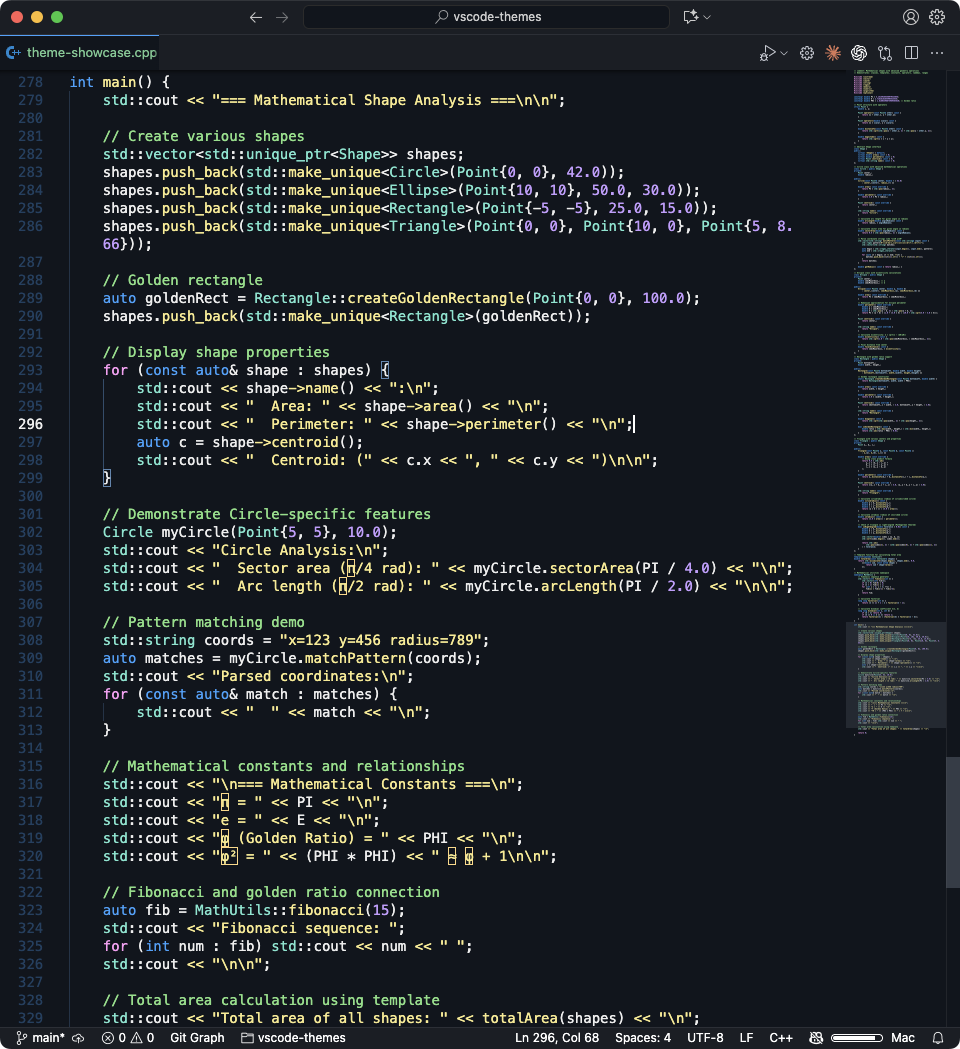 vscode-themes
theme-showcase.cpp
278 int main() {
279     std::cout << "=== Mathematical Shape Analysis ===\n\n";
280
281     // Create various shapes
282     std::vector<std::unique_ptr<Shape>> shapes;
283     shapes.push_back(std::make_unique<Circle>(Point{0, 0}, 42.0));
284     shapes.push_back(std::make_unique<Ellipse>(Point{10, 10}, 50.0, 30.0));
285     shapes.push_back(std::make_unique<Rectangle>(Point{-5, -5}, 25.0, 15.0));
286     shapes.push_back(std::make_unique<Triangle>(Point{0, 0}, Point{10, 0}, Point{5, 8.
66}));
287
288     // Golden rectangle
289     auto goldenRect = Rectangle::createGoldenRectangle(Point{0, 0}, 100.0);
290     shapes.push_back(std::make_unique<Rectangle>(goldenRect));
291
292     // Display shape properties
293     for (const auto& shape : shapes) {
294         std::cout << shape->name() << ":\n";
295         std::cout << "  Area: " << shape->area() << "\n";
296         std::cout << "  Perimeter: " << shape->perimeter() << "\n";
297         auto c = shape->centroid();
298         std::cout << "  Centroid: (" << c.x << ", " << c.y << ")\n\n";
299     }
300
301     // Demonstrate Circle-specific features
302     Circle myCircle(Point{5, 5}, 10.0);
303     std::cout << "Circle Analysis:\n";
304     std::cout << "  Sector area (π/4 rad): " << myCircle.sectorArea(PI / 4.0) << "\n";
305     std::cout << "  Arc length (π/2 rad): " << myCircle.arcLength(PI / 2.0) << "\n\n";
306
307     // Pattern matching demo
308     std::string coords = "x=123 y=456 radius=789";
309     auto matches = myCircle.matchPattern(coords);
310     std::cout << "Parsed coordinates:\n";
311     for (const auto& match : matches) {
312         std::cout << "  " << match << "\n";
313     }
314
315     // Mathematical constants and relationships
316     std::cout << "\n=== Mathematical Constants ===\n";
317     std::cout << "π = " << PI << "\n";
318     std::cout << "e = " << E << "\n";
319     std::cout << "φ (Golden Ratio) = " << PHI << "\n";
320     std::cout << "φ² = " << (PHI * PHI) << " ≈ φ + 1\n\n";
321
322     // Fibonacci and golden ratio connection
323     auto fib = MathUtils::fibonacci(15);
324     std::cout << "Fibonacci sequence: ";
325     for (int num : fib) std::cout << num << " ";
326     std::cout << "\n\n";
327
328     // Total area calculation using template
329     std::cout << "Total area of all shapes: " << totalArea(shapes) << "\n";
main* 0 0 Git Graph vscode-themes Ln 296, Col 68 Spaces: 4 UTF-8 LF C++ Mac